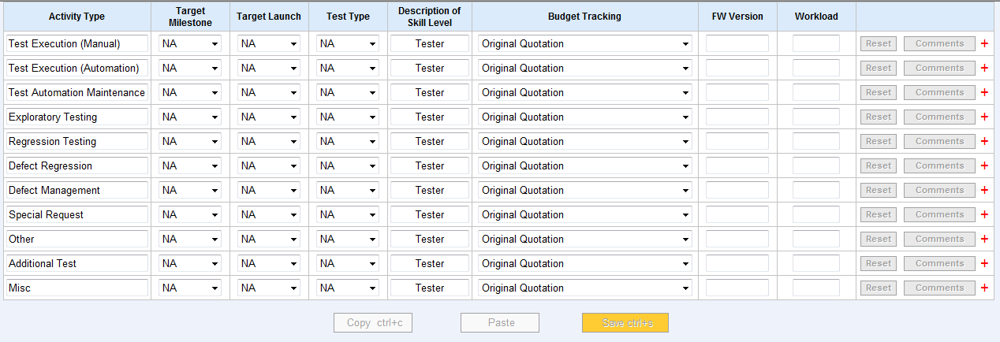 Activity Type Target Milestone Target Launch Test Type Description of Skill Level Budget Tracking FW Version Workload
Test Execution (Manual) NA NA NA Tester Original Quotation Reset Comments +
Test Execution (Automation) NA NA NA Tester Original Quotation Reset Comments +
Test Automation Maintenance NA NA NA Tester Original Quotation Reset Comments +
Exploratory Testing NA NA NA Tester Original Quotation Reset Comments +
Regression Testing NA NA NA Tester Original Quotation Reset Comments +
Defect Regression NA NA NA Tester Original Quotation Reset Comments +
Defect Management NA NA NA Tester Original Quotation Reset Comments +
Special Request NA NA NA Tester Original Quotation Reset Comments +
Other NA NA NA Tester Original Quotation Reset Comments +
Additional Test NA NA NA Tester Original Quotation Reset Comments +
Misc NA NA NA Tester Original Quotation Reset Comments +
Copy ctrl+c Paste Save ctrl+s